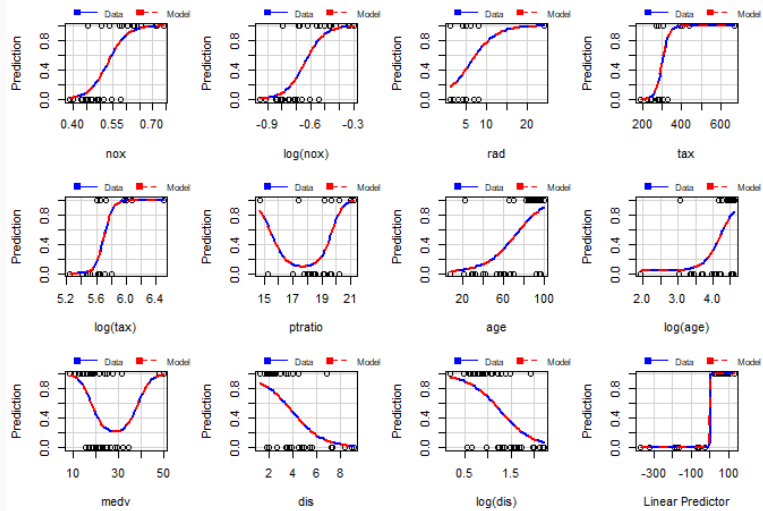 Data Model Data Model Data Model Data Model
Prediction Prediction Prediction Prediction
0.0 0.4 0.8 0.0 0.4 0.8 0.0 0.4 0.8 0.0 0.4 0.8
0.40 0.55 0.70 -0.9 -0.6 -0.3 5 10 20 200 400 600
nox log(nox) rad tax
Data Model Data Model Data Model Data Model
Prediction Prediction Prediction Prediction
0.0 0.4 0.8 0.0 0.4 0.8 0.0 0.4 0.8 0.0 0.4 0.8
5.2 5.6 6.0 6.4 15 17 19 21 20 60 100 2.0 3.0 4.0
log(tax) ptratio age log(age)
Data Model Data Model Data Model Data Model
Prediction Prediction Prediction Prediction
0.0 0.4 0.8 0.0 0.4 0.8 0.0 0.4 0.8 0.0 0.4 0.8
10 30 50 2 4 6 8 0.5 1.5 -300 -100 100
medv dis log(dis) Linear Predictor